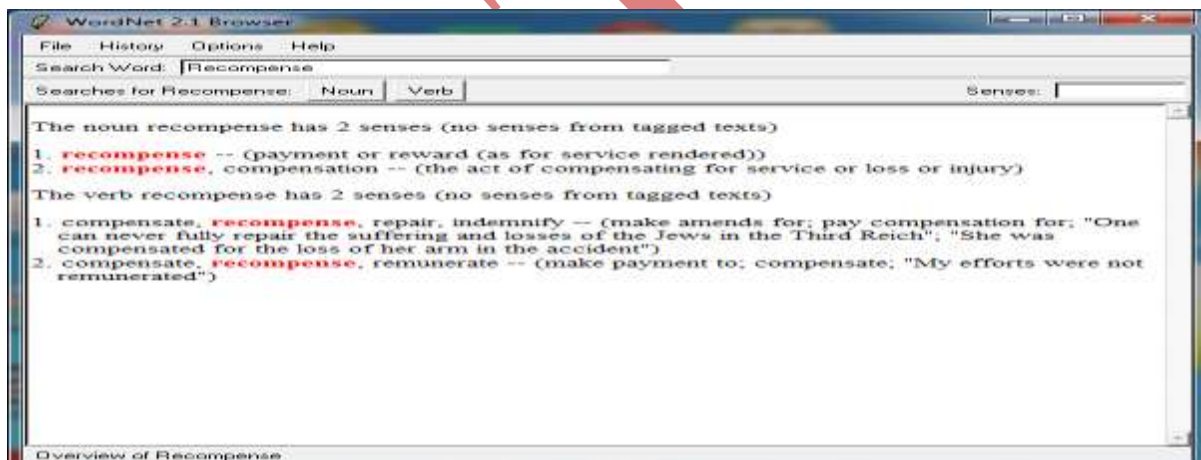 WordNet 2.1 Browser
File History Options Help
Search Word: Recompense
Searches for Recompense: Noun Verb Senses:
The noun recompense has 2 senses (no senses from tagged texts)
1. recompense -- (payment or reward (as for service rendered))
2. recompense, compensation -- (the act of compensating for service or loss or injury)
The verb recompense has 2 senses (no senses from tagged texts)
1. compensate, recompense, repair, indemnify -- (make amends for; pay compensation for; "One
can never fully repair the suffering and losses of the Jews in the Third Reich"; "She was
compensated for the loss of her arm in the accident")
2. compensate, recompense, remunerate -- (make payment to; compensate; "My efforts were not
remunerated")
Overview of Recompense